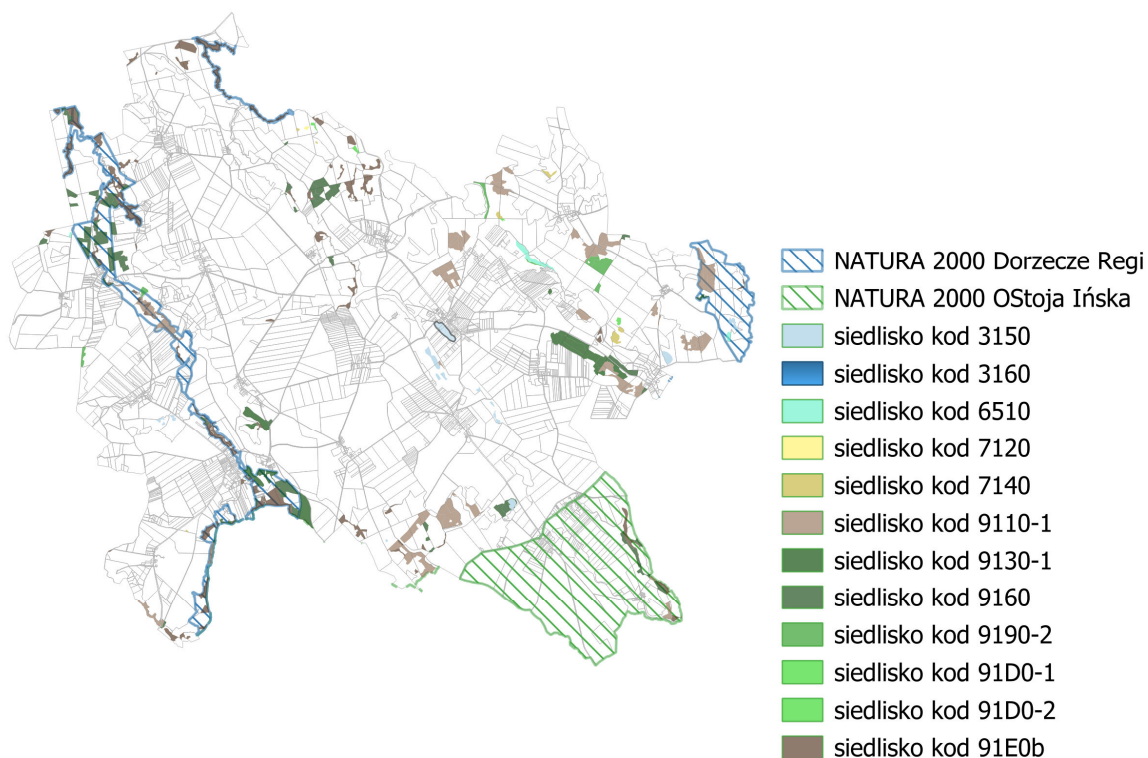 NATURA 2000 Dorzecze Regi
NATURA 2000 OStoja Ińska
siedlisko kod 3150
siedlisko kod 3160
siedlisko kod 6510
siedlisko kod 7120
siedlisko kod 7140
siedlisko kod 9110-1
siedlisko kod 9130-1
siedlisko kod 9160
siedlisko kod 9190-2
siedlisko kod 91D0-1
siedlisko kod 91D0-2
siedlisko kod 91E0b